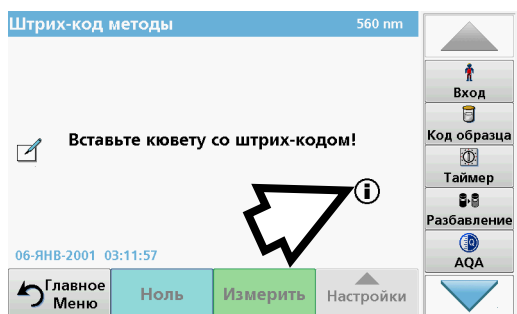 Штрих-код методы 560 nm
Вход
Код образца
Таймер
Разбавление
AQA
Вставьте кювету со штрих-кодом!
i
06-ЯНВ-2001 03:11:57
Главное
Меню
Ноль
Измерить
Настройки